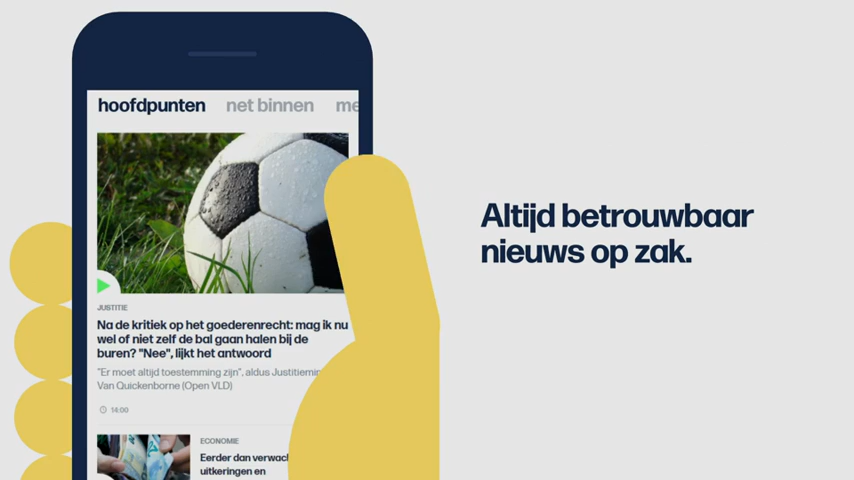 hoofdpunten net binnen me
JUSTITIE
Na de kritiek op het goederenrecht: mag ik nu
wel of niet zelf de bal gaan halen bij de
buren? "Nee", lijkt het antwoord
"Er moet altijd toestemming zijn", aldus Justitiemin
Van Quickenborne (Open VLD)
14:00
ECONOMIE
Eerder dan verwacl
uitkeringen en
Altijd betrouwbaar
nieuws op zak.